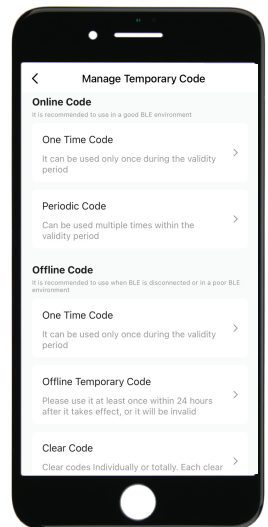 Manage Temporary Code
Online Code
It is recommended to use in a good BLE environment
One Time Code
It can be used only once during the validity
period
Periodic Code
Can be used multiple times within the
validity period
Offline Code
It is recommended to use when BLE is disconnected or in a poor BLE
environment
One Time Code
It can be used only once during the validity
period
Offline Temporary Code
Please use it at least once within 24 hours
after it takes effect, or it will be invalid
Clear Code
Clear codes Individually or totally. Each clear